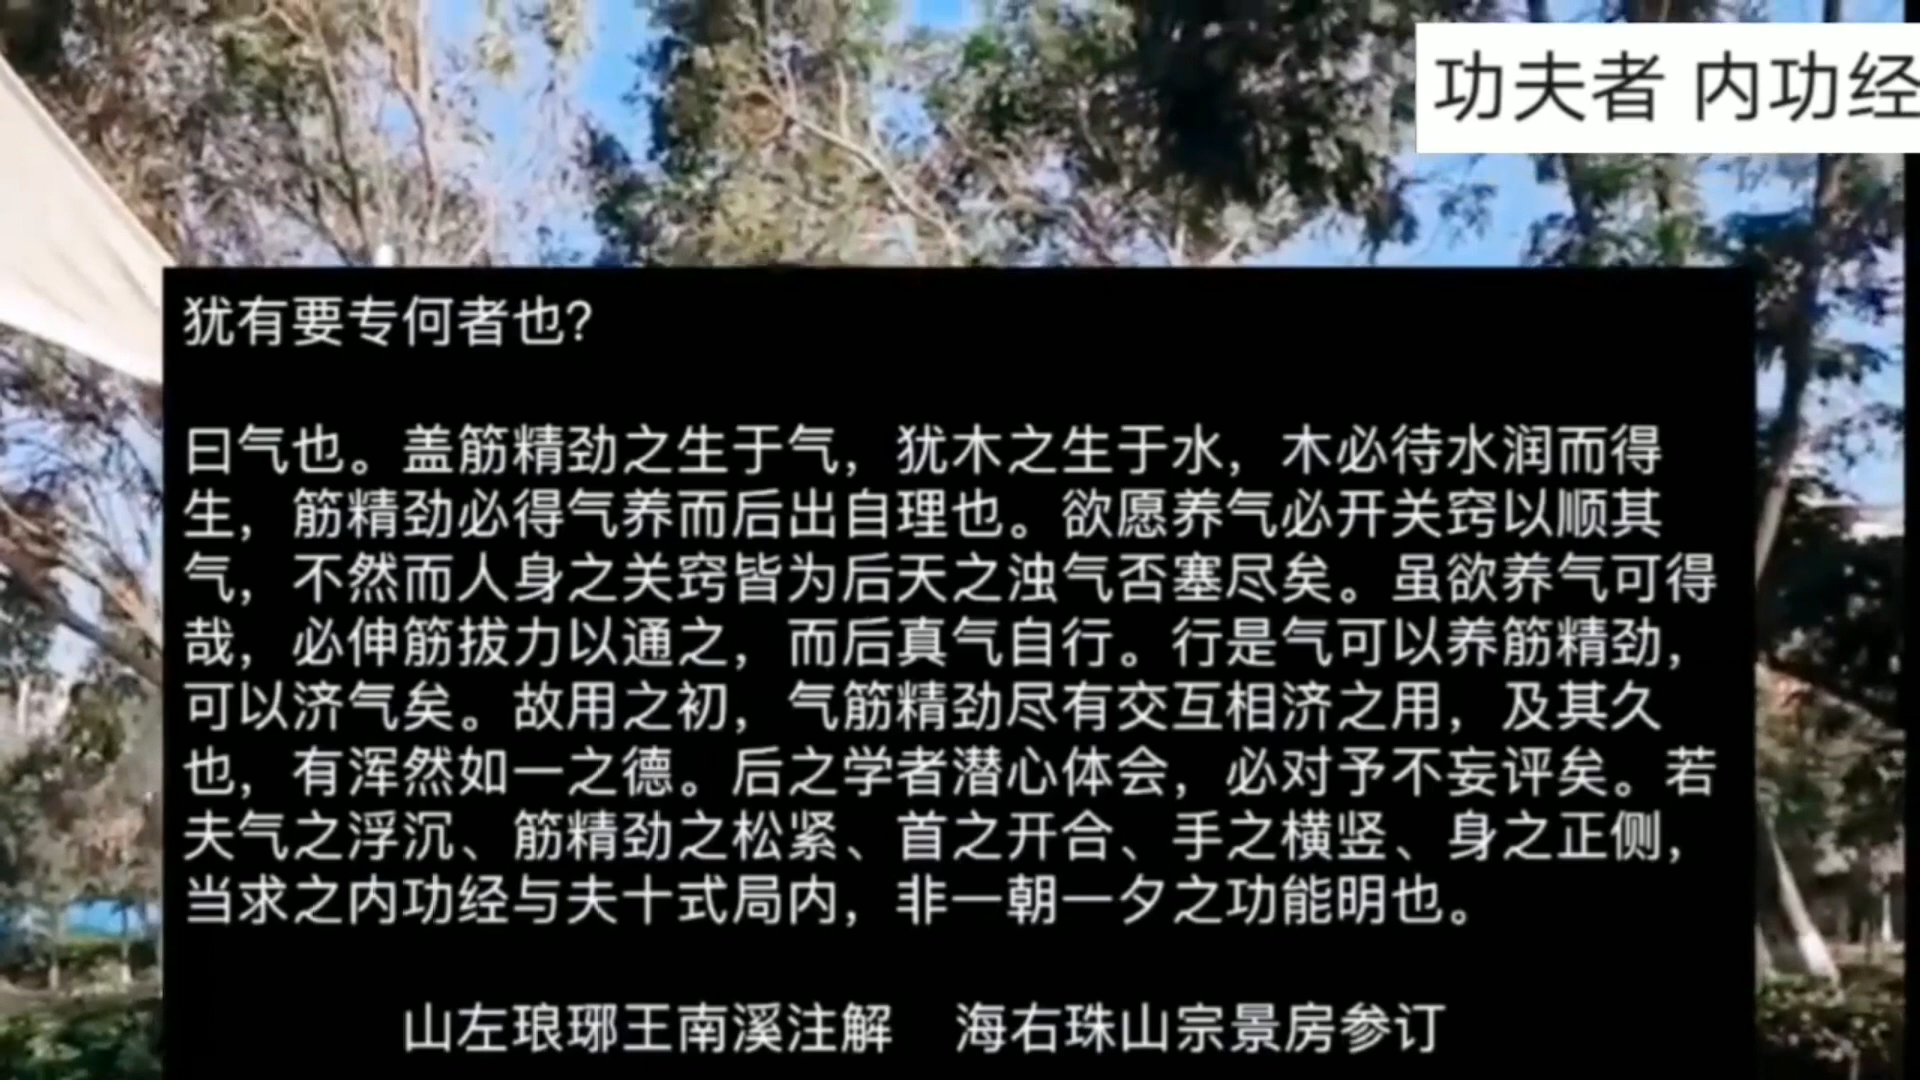 功夫者 内功经
犹有要专何者也?
曰气也。盖筋精劲之生于气，犹木之生于水，木必待水润而得
生，筋精劲必得气养而后出自理也。欲愿养气必开关窍以顺其
气，不然而人身之关窍皆为后天之浊气否塞尽矣。虽欲养气可得
哉，必伸筋拔力以通之，而后真气自行。行是气可以养筋精劲，
可以济气矣。故用之初，气筋精劲尽有交互相济之用，及其久
也，有浑然如一之德。后之学者潜心体会，必对予不妄评矣。若
夫气之浮沉、筋精劲之松紧、首之开合、手之横竖、身之正侧，
当求之内功经与夫十式局内，非一朝一夕之功能明也。
山左琅琊王南溪注解 海右珠山宗景房参订